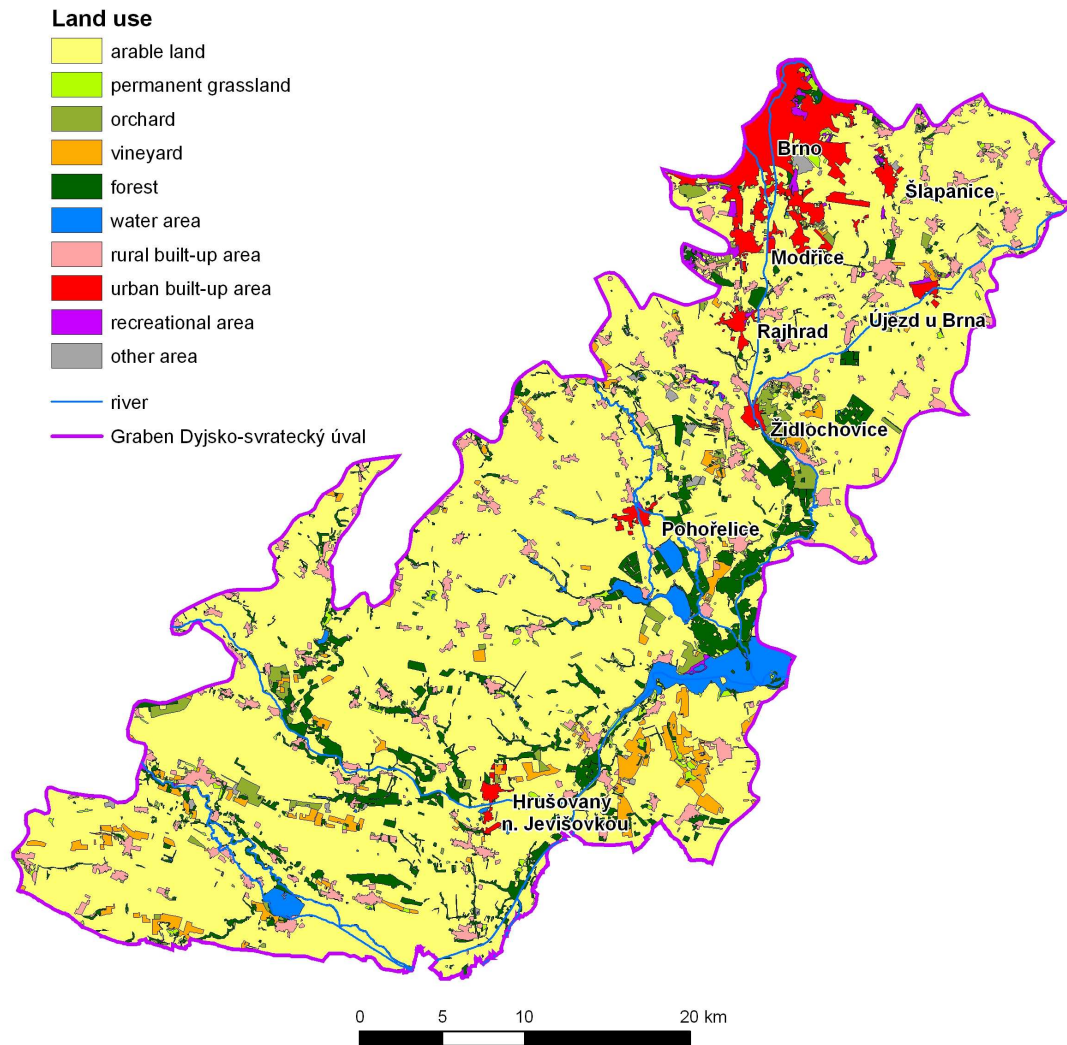 Land use
arable land
permanent grassland
orchard
vineyard
forest
water area
rural built-up area
urban built-up area
recreational area
other area
river
Graben Dyjsko-svratecký úval
Brno
Šlapanice
Modřice
Rajhrad
Újezd u Brna
Židlochovice
Pohořelice
Hrušovany
n. Jevišovkou
0 5 10 20 km